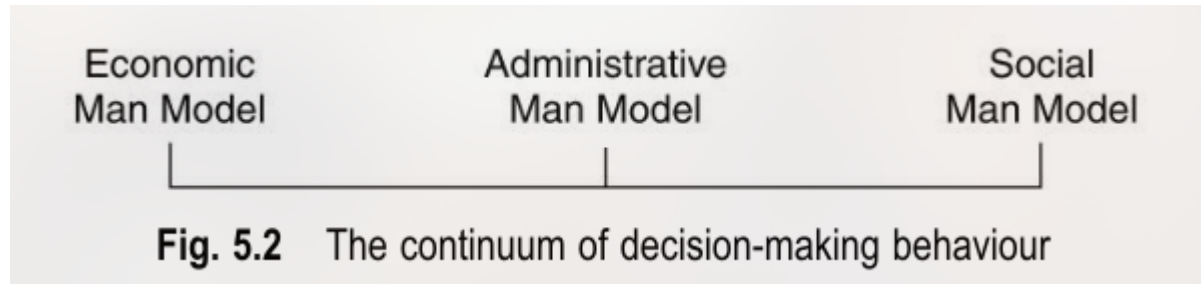 Economic
Man Model
Administrative
Man Model
Social
Man Model
Fig. 5.2 The continuum of decision-making behaviour